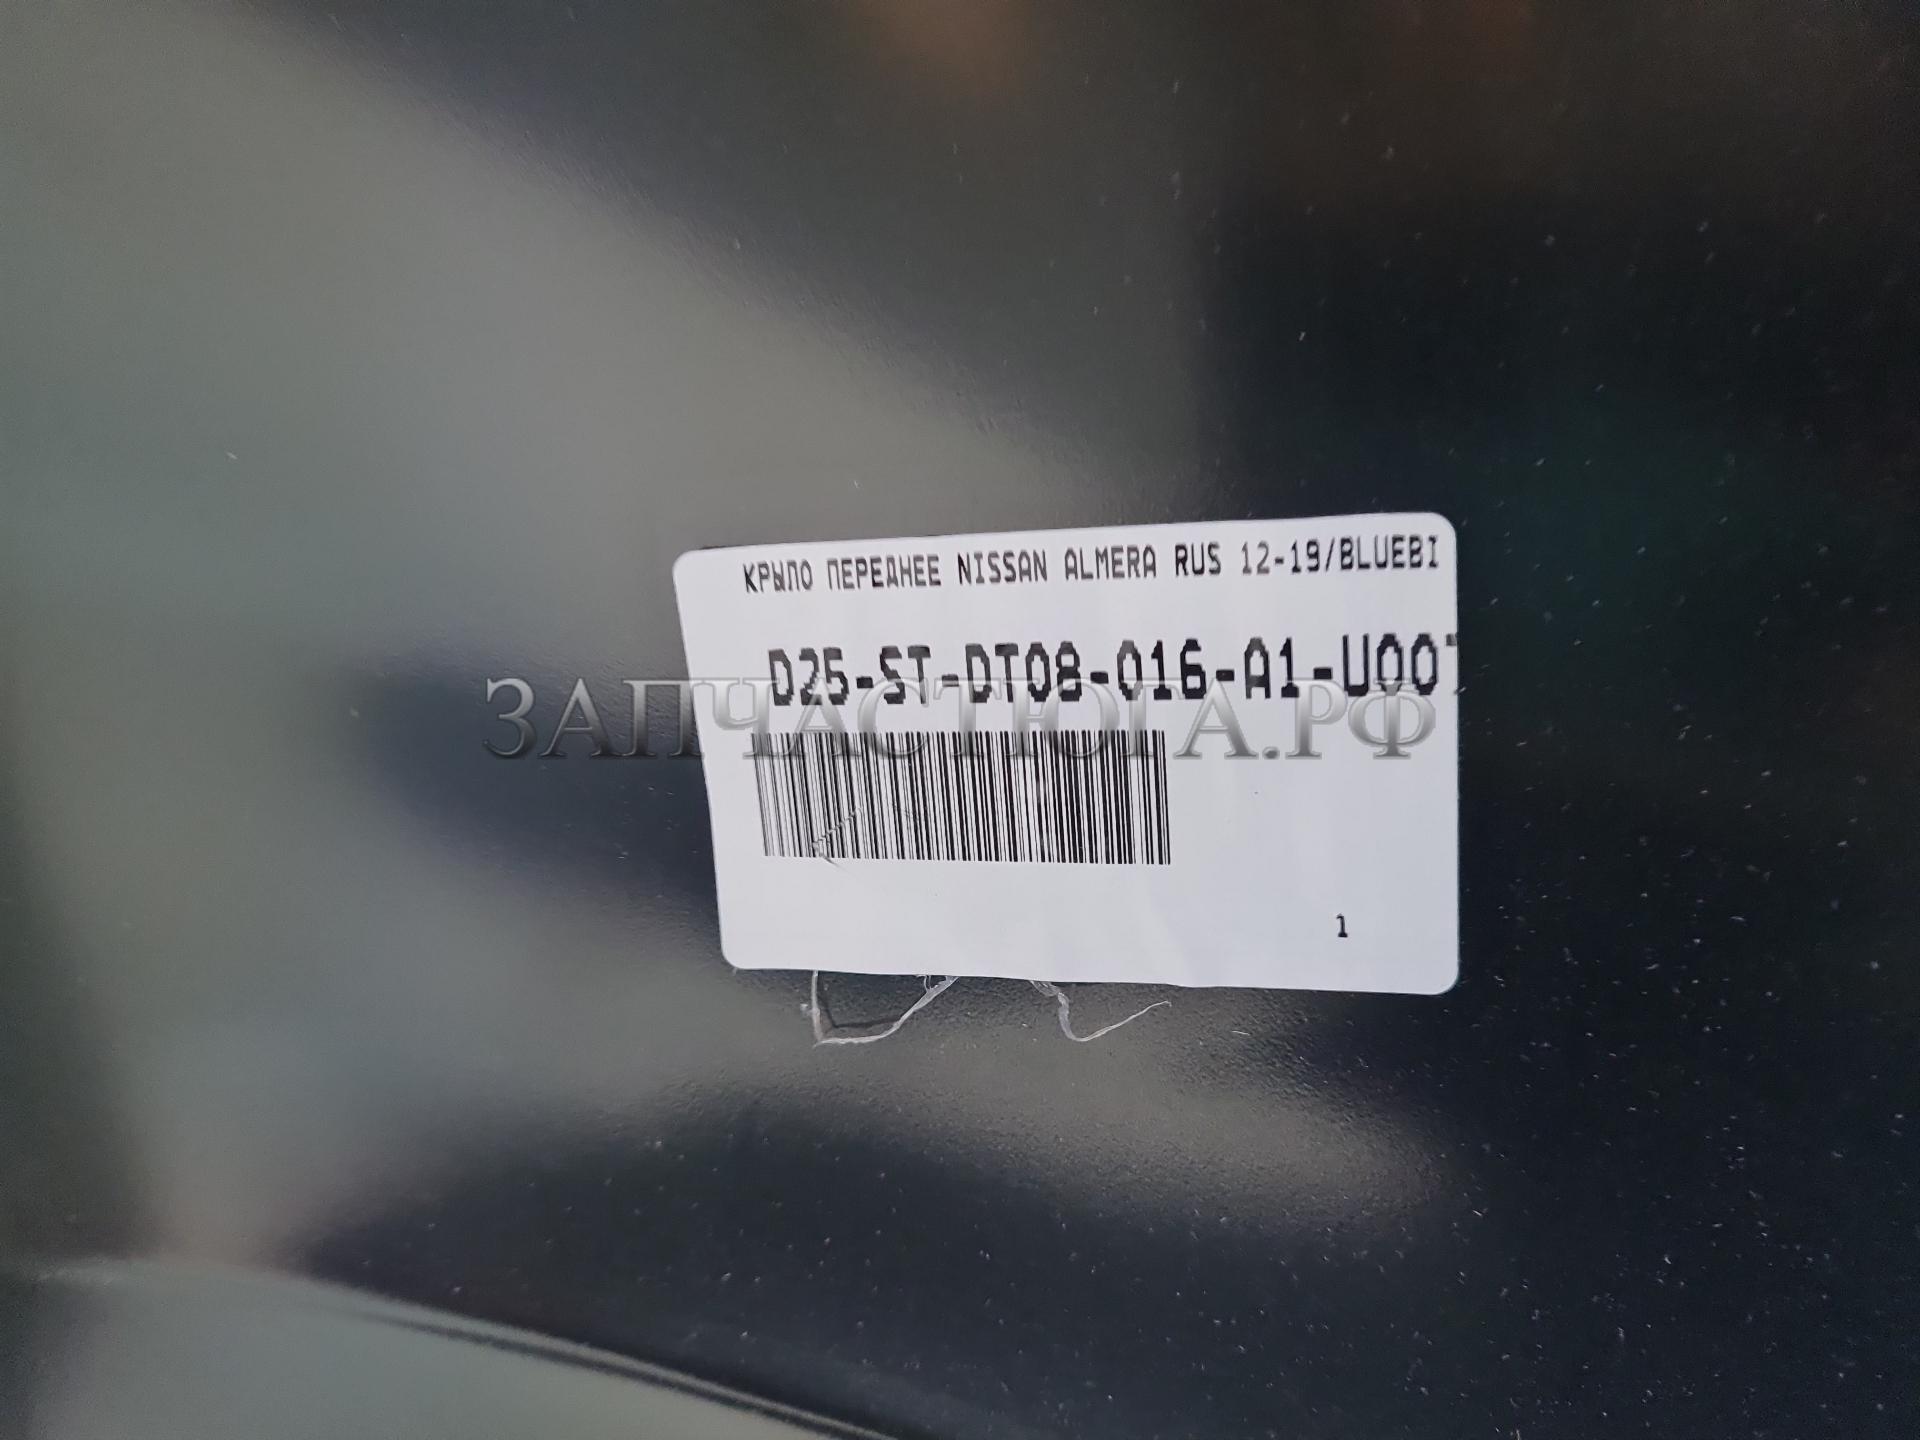 КРЫЛО ПЕРЕДНЕЕ NISSAN ALMERA RUS 12-19/BLUEBI
D25-ST-DT08-016-A1-U00
ЗАПЧАСТЮГА.РФ
1